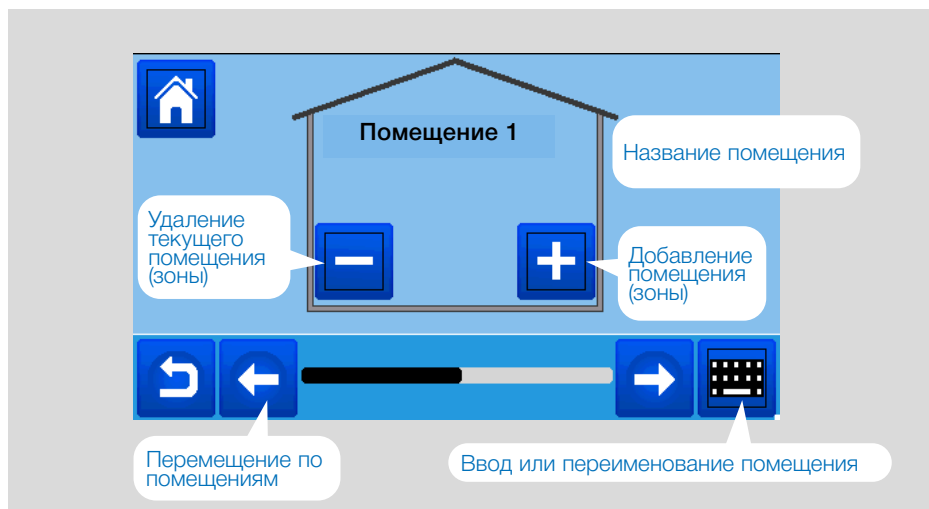 Помещение 1
Название помещения
Удаление
текущего
помещения
(зоны)
Добавление
помещения
(зоны)
Перемещение по
помещениям
Ввод или переименование помещения